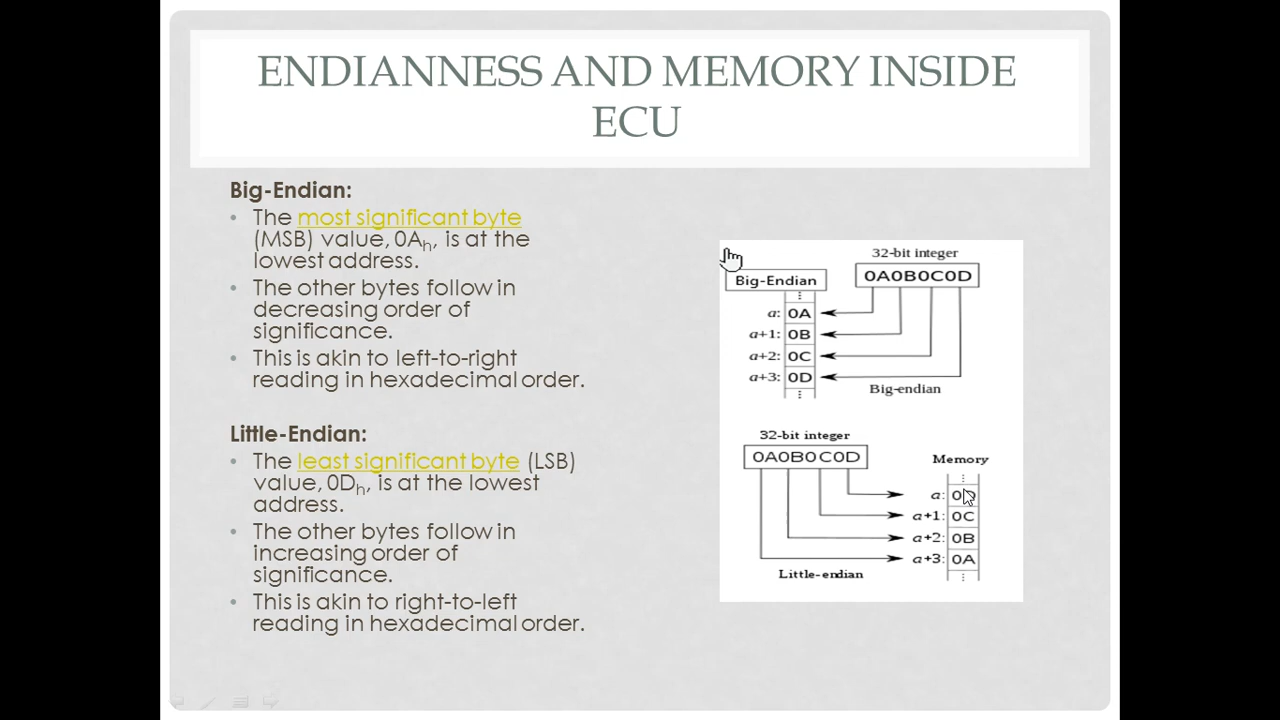 ENDIANNESS AND MEMORY INSIDE
ECU
Big-Endian:
• The most significant byte
(MSB) value, 0Ah, is at the
lowest address.
• The other bytes follow in
decreasing order of
significance.
• This is akin to left-to-right
reading in hexadecimal order.
Little-Endian:
• The least significant byte (LSB)
value, 0Dh, is at the lowest
address.
• The other bytes follow in
increasing order of
significance.
• This is akin to right-to-left
reading in hexadecimal order.
32-bit integer
0A0B0C0D
Big-Endian
a: 0A
a+1: 0B
a+2: 0C
a+3: 0D
Big-endian
32-bit integer
0A0B0C0D
Memory
a:
a+1: 0C
a+2: 0B
a+3: 0A
Little-endian